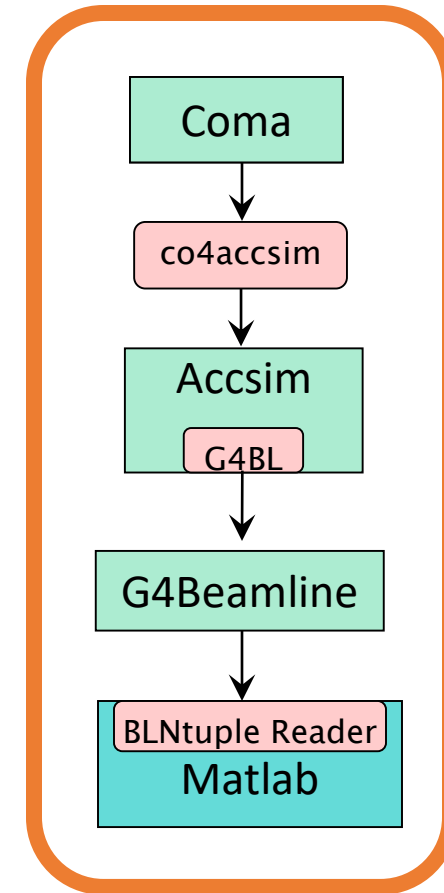 Coma
co4accsim
Accsim
G4BL
G4Beamline
BLNtuple Reader
Matlab